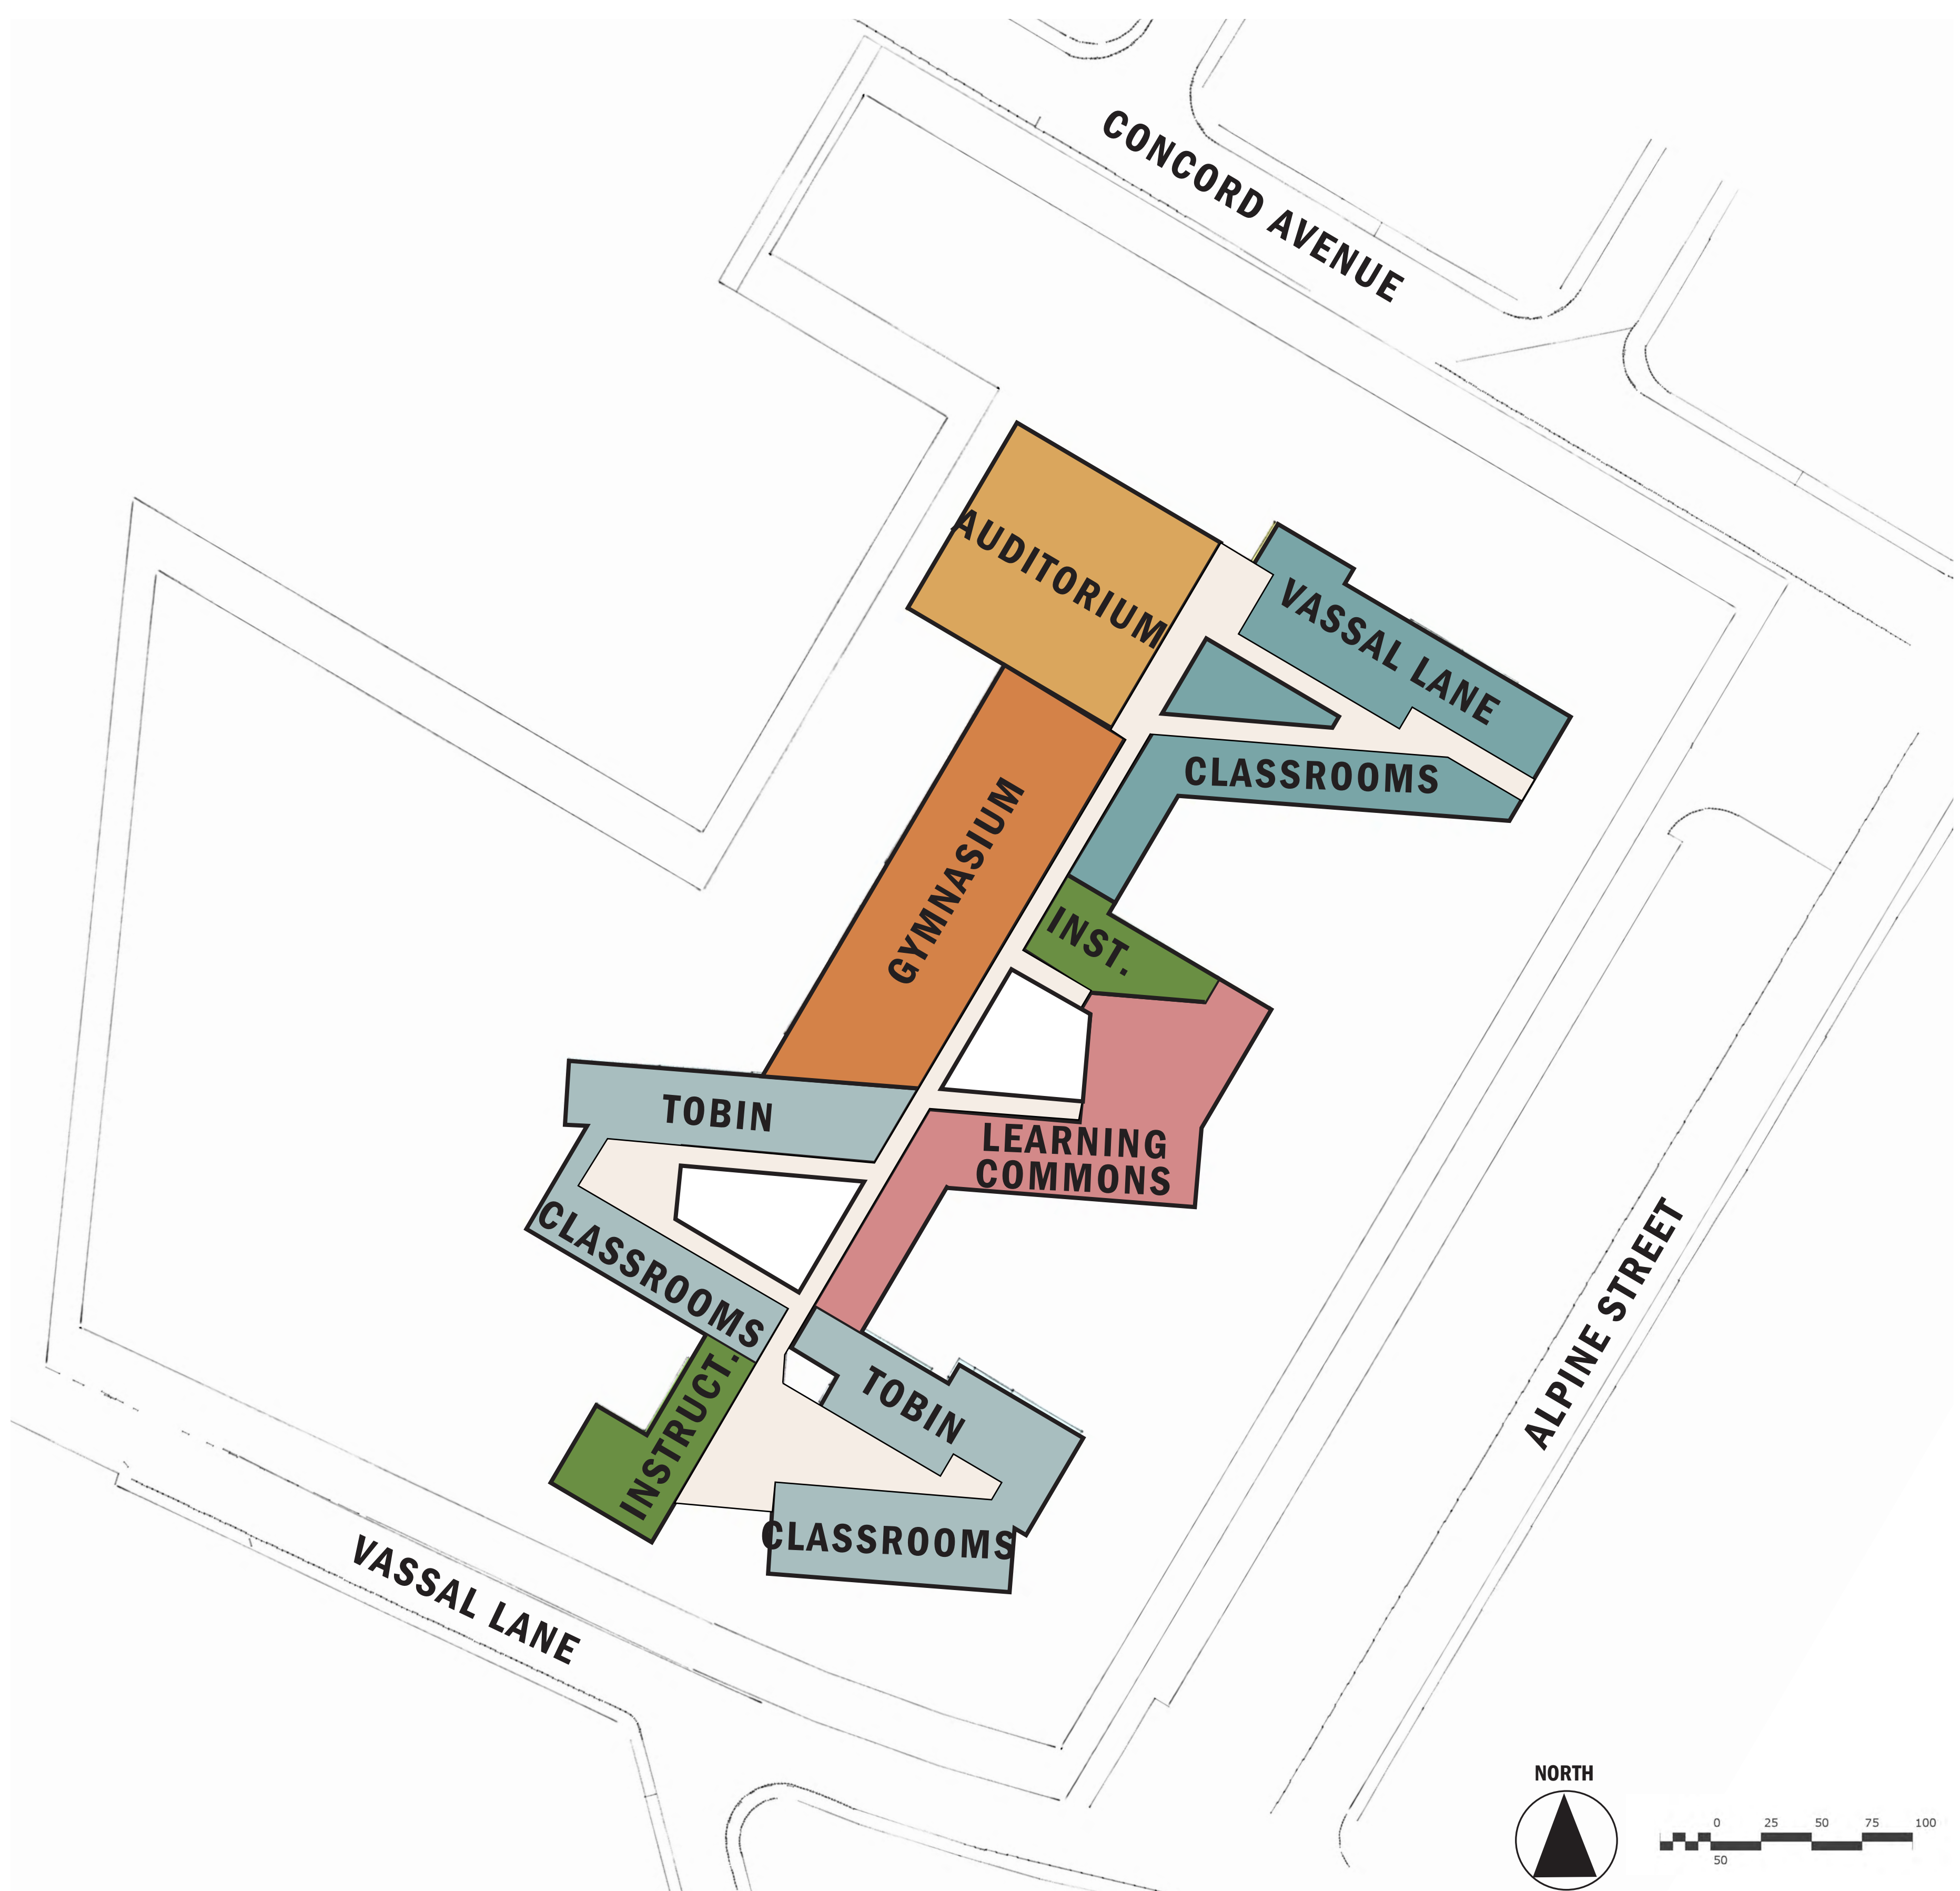 CONCORD AVENUE
AUDITORIUM
VASSAL LANE
CLASSROOMS
GYMNASIUM
INST.
TOBIN
LEARNING
COMMONS
CLASSROOMS
INSTRUCT.
TOBIN
CLASSROOMS
ALPINE STREET
VASSAL LANE
NORTH
0 25 50 75 100
50